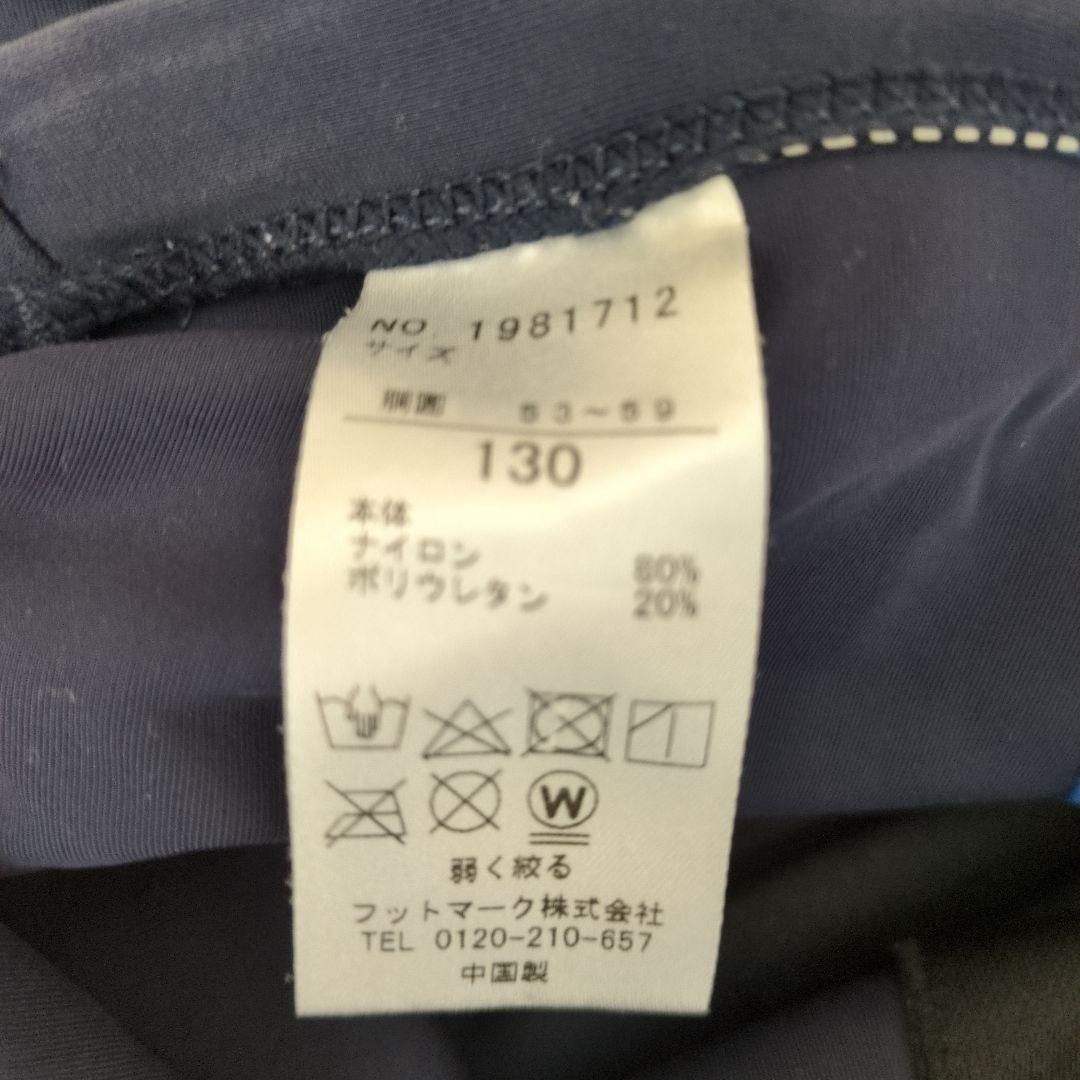 NO. 1981712
サイズ
胴囲 53~59
130
本体
ナイロン 80%
ポリウレタン 20%
W
弱く絞る
フットマーク株式会社
TEL 0120-210-657
中国製